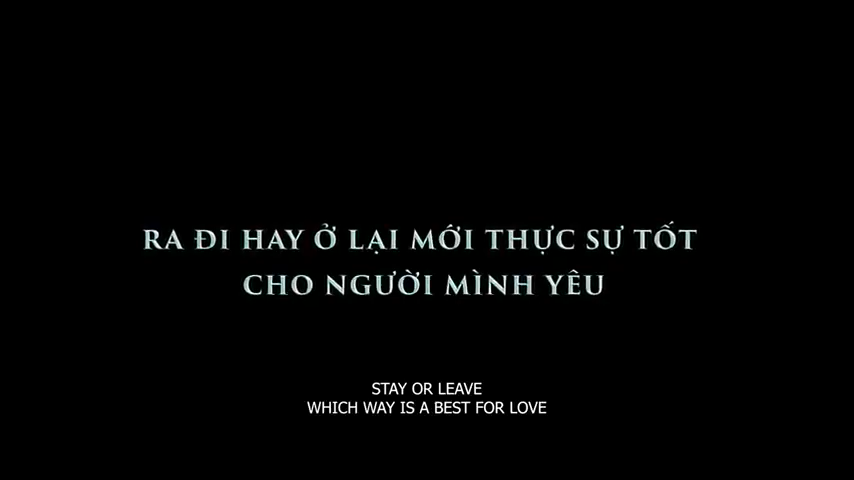 RA ĐI HAY Ở LẠI MỚI THỰC SỰ TỐT
CHO NGƯỜI MÌNH YÊU
STAY OR LEAVE
WHICH WAY IS A BEST FOR LOVE